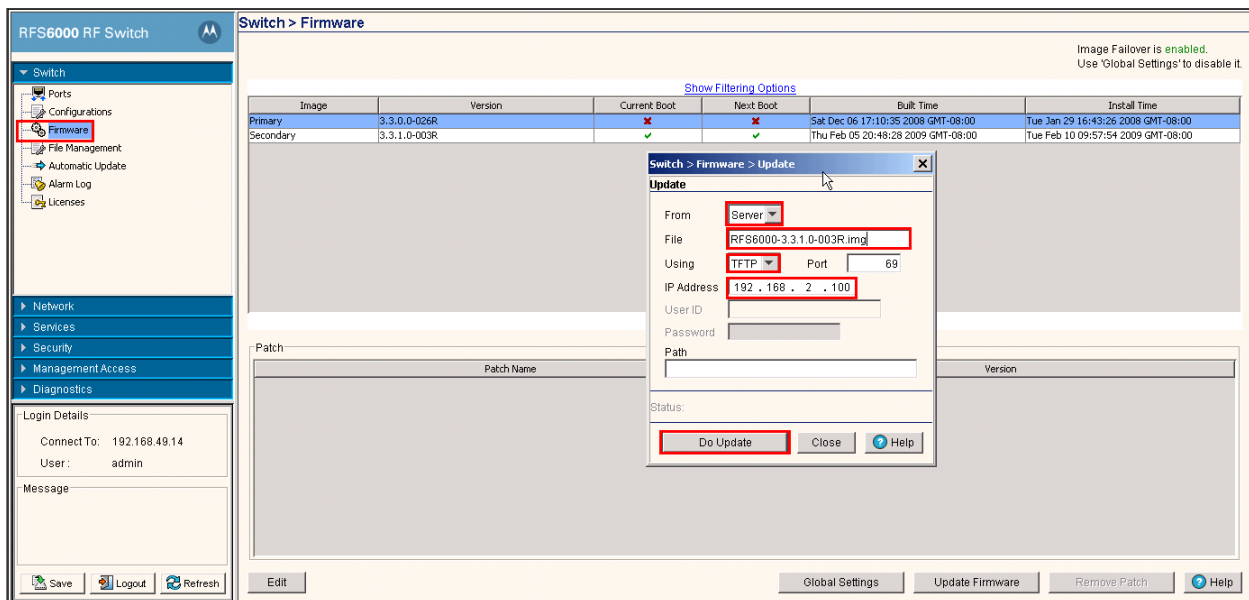 RFS6000 RF Switch
Switch
Ports
Configurations
Firmware
File Management
Automatic Update
Alarm Log
Licenses
Network
Services
Security
Management Access
Diagnostics
Login Details
Connect To: 192.168.49.14
User : admin
Message
Save Logout Refresh
Switch > Firmware
Image Failover is enabled.
Use 'Global Settings' to disable it.
Show Filtering Options
Image Version Current Boot Next Boot Built Time Install Time
Primary 3.3.0.0-026R Sat Dec 06 17:10:35 2008 GMT-08:00 Tue Jan 29 16:43:26 2008 GMT-08:00
Secondary 3.3.1.0-003R Thu Feb 05 20:48:28 2009 GMT-08:00 Tue Feb 10 09:57:54 2009 GMT-08:00
Switch > Firmware > Update
Update
From Server
File RFS6000-3.3.1.0-003R.img
Using TFTP Port 69
IP Address 192 . 168 . 2 . 100
User ID
Password
Path
Status:
Do Update Close Help
Patch
Patch Name Version
Edit Global Settings Update Firmware Remove Patch Help